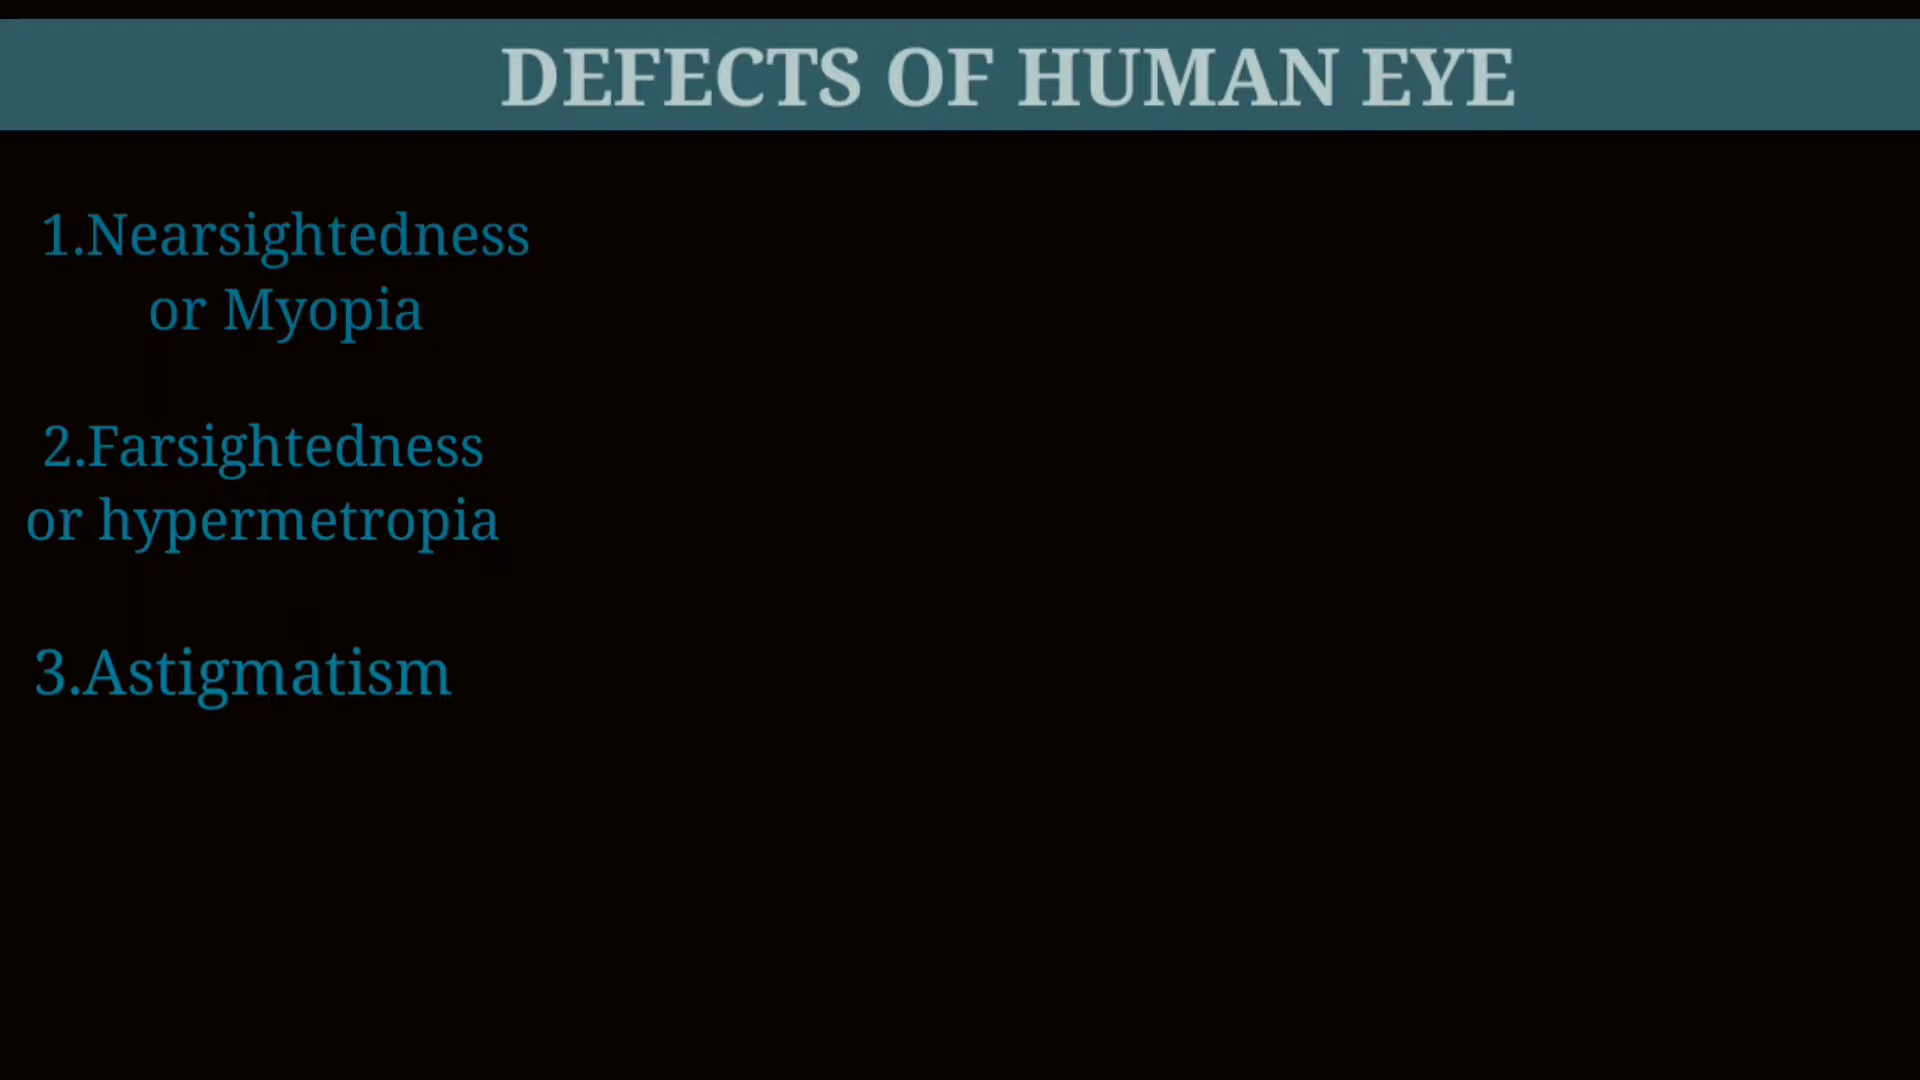 DEFECTS OF HUMAN EYE
1.Nearsightedness
or Myopia
2.Farsightedness
or hypermetropia
3.Astigmatism